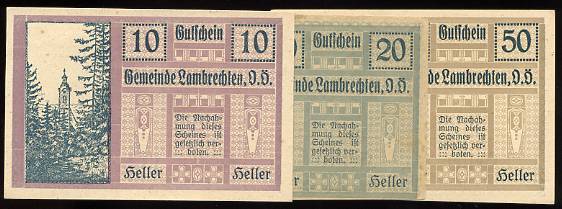 10 Gutschein 10
Gemeinde Lambrechten, O.Ö.
Die Nachah-
mung dieses
Scheines ist
gesetzlich ver-
boten.
Heller Heller
Gutschein 20
nde Lambrechten, O.Ö.
Die Nachah-
mung dieses
Scheines ist
gesetzlich ver-
boten.
Heller
Gutschein 50
de Lambrechten, O.Ö.
Die Nachah-
mung dieses
Scheines ist
gesetzlich ver-
boten.
Heller